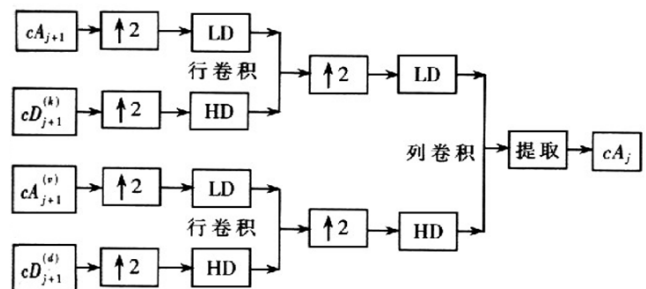 cA_{j+1} ↑2 LD
行卷积 ↑2 LD
cD_{j+1}^{(k)} ↑2 HD
列卷积 提取 cA_j
cA_{j+1}^{(v)} ↑2 LD
行卷积 ↑2 HD
cD_{j+1}^{(d)} ↑2 HD